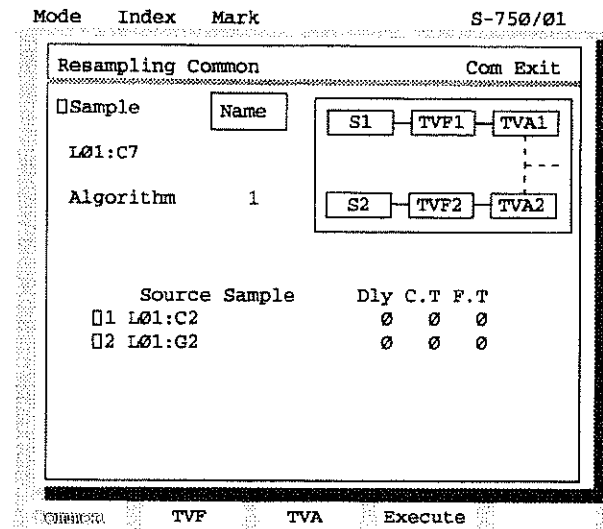 Mode Index Mark S-750/01
Resampling Common Com Exit
Sample Name
S1 TVF1 TVA1
L01:C7
Algorithm 1
S2 TVF2 TVA2
Source Sample Dly C.T F.T
1 L01:C2 0 0 0
2 L01:G2 0 0 0
Common TVF TVA Execute